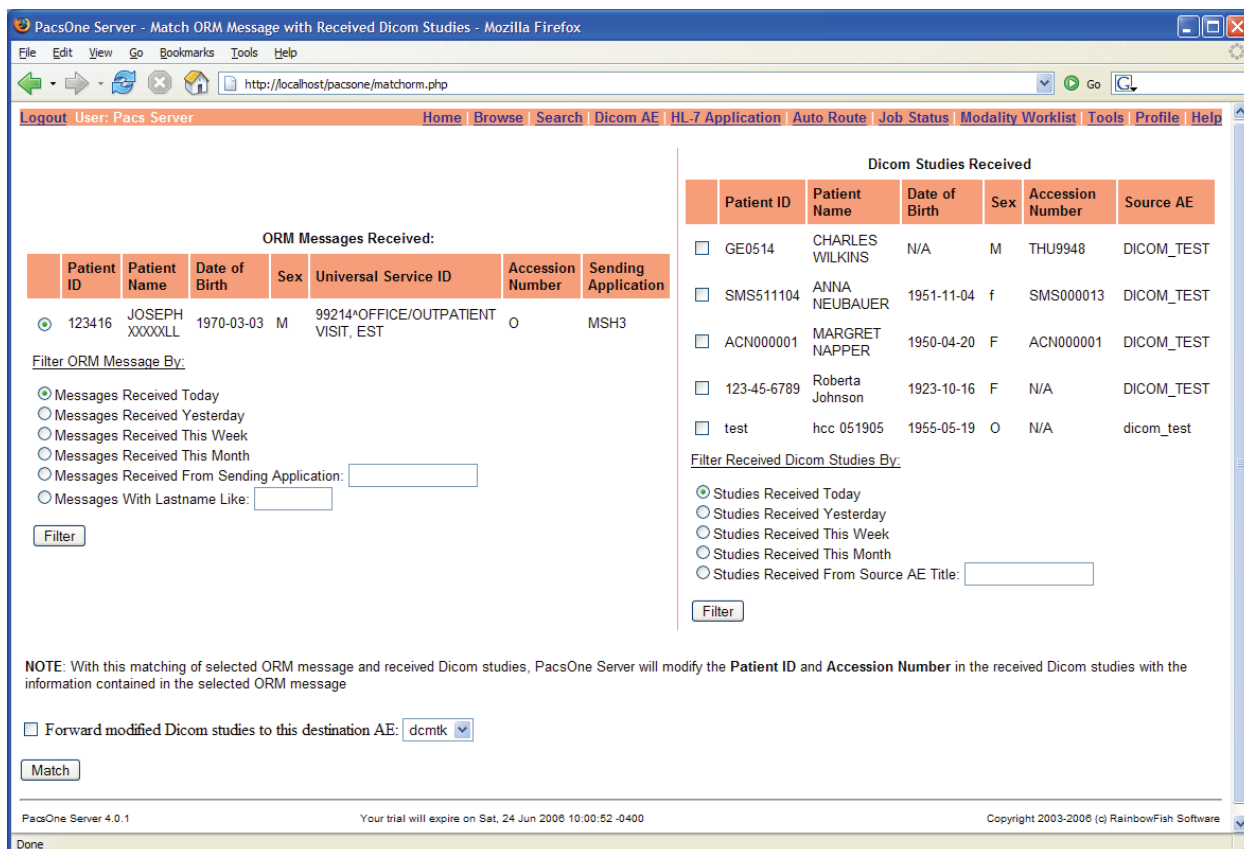 PacsOne Server - Match ORM Message with Received Dicom Studies - Mozilla Firefox
File Edit View Go Bookmarks Tools Help
http://localhost/pacsone/matchorm.php Go G
Logout User: Pacs Server Home | Browse | Search | Dicom AE | HL-7 Application | Auto Route | Job Status | Modality Worklist | Tools | Profile | Help
ORM Messages Received:
Patient ID Patient Name Date of Birth Sex Universal Service ID Accession Number Sending Application
123416 JOSEPH XXXXXLL 1970-03-03 M 99214^OFFICE/OUTPATIENT VISIT, EST O MSH3
Filter ORM Message By:
Messages Received Today
Messages Received Yesterday
Messages Received This Week
Messages Received This Month
Messages Received From Sending Application:
Messages With Lastname Like:
Filter
Dicom Studies Received
Patient ID Patient Name Date of Birth Sex Accession Number Source AE
GE0514 CHARLES WILKINS N/A M THU9948 DICOM_TEST
SMS511104 ANNA NEUBAUER 1951-11-04 f SMS000013 DICOM_TEST
ACN000001 MARGRET NAPPER 1950-04-20 F ACN000001 DICOM_TEST
123-45-6789 Roberta Johnson 1923-10-16 F N/A DICOM_TEST
test hcc 051905 1955-05-19 O N/A dicom_test
Filter Received Dicom Studies By:
Studies Received Today
Studies Received Yesterday
Studies Received This Week
Studies Received This Month
Studies Received From Source AE Title:
Filter
NOTE: With this matching of selected ORM message and received Dicom studies, PacsOne Server will modify the Patient ID and Accession Number in the received Dicom studies with the
information contained in the selected ORM message
Forward modified Dicom studies to this destination AE: dcmtk
Match
PacsOne Server 4.0.1 Your trial will expire on Sat, 24 Jun 2006 10:00:52 -0400 Copyright 2003-2006 (c) RainbowFish Software
Done